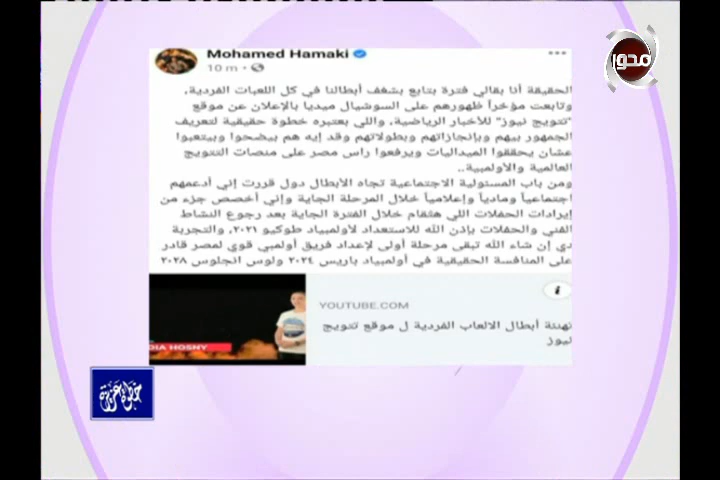 Mohamed Hamaki
10 m
محور
الحقيقة أنا بقالي فترة بتابع بشغف أبطالنا في كل اللعبات الفردية،
وتابعت مؤخراً ظهورهم على السوشيال ميديا بالإعلان عن موقع
"تتويج نيوز" للأخبار الرياضية، واللي بعتبره خطوة حقيقية لتعريف
الجمهور بيهم وبإنجازاتهم وبطولاتهم وقد إيه هم بيضحوا وبيتعبوا
عشان يحققوا الميداليات ويرفعوا راس مصر على منصات التتويج
العالمية والأولمبية..
ومن باب المسئولية الاجتماعية تجاه الأبطال دول قررت إني أدعمهم
اجتماعياً ومادياً وإعلامياً خلال المرحلة الجاية وإني أخصص جزء من
إيرادات الحفلات اللي هتقام خلال الفترة الجاية بعد رجوع النشاط
الفني والحفلات بإذن الله للاستعداد لأولمبياد طوكيو ٢٠٢١، والتجربة
دي إن شاء الله تبقى مرحلة أولى لإعداد فريق أولمبي قوي لمصر قادر
على المنافسة الحقيقية في أولمبياد باريس ٢٠٢٤ ولوس انجلوس ٢٠٢٨
YOUTUBE.COM
تهنئة أبطال الالعاب الفردية ل موقع تتويج
نيوز
DIA HOSNY